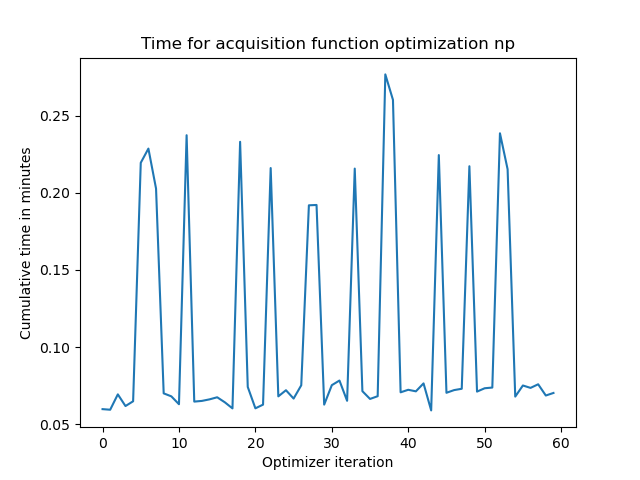 Time for acquisition function optimization np
Cumulative time in minutes
0.25
0.20
0.15
0.10
0.05
0 10 20 30 40 50 60
Optimizer iteration